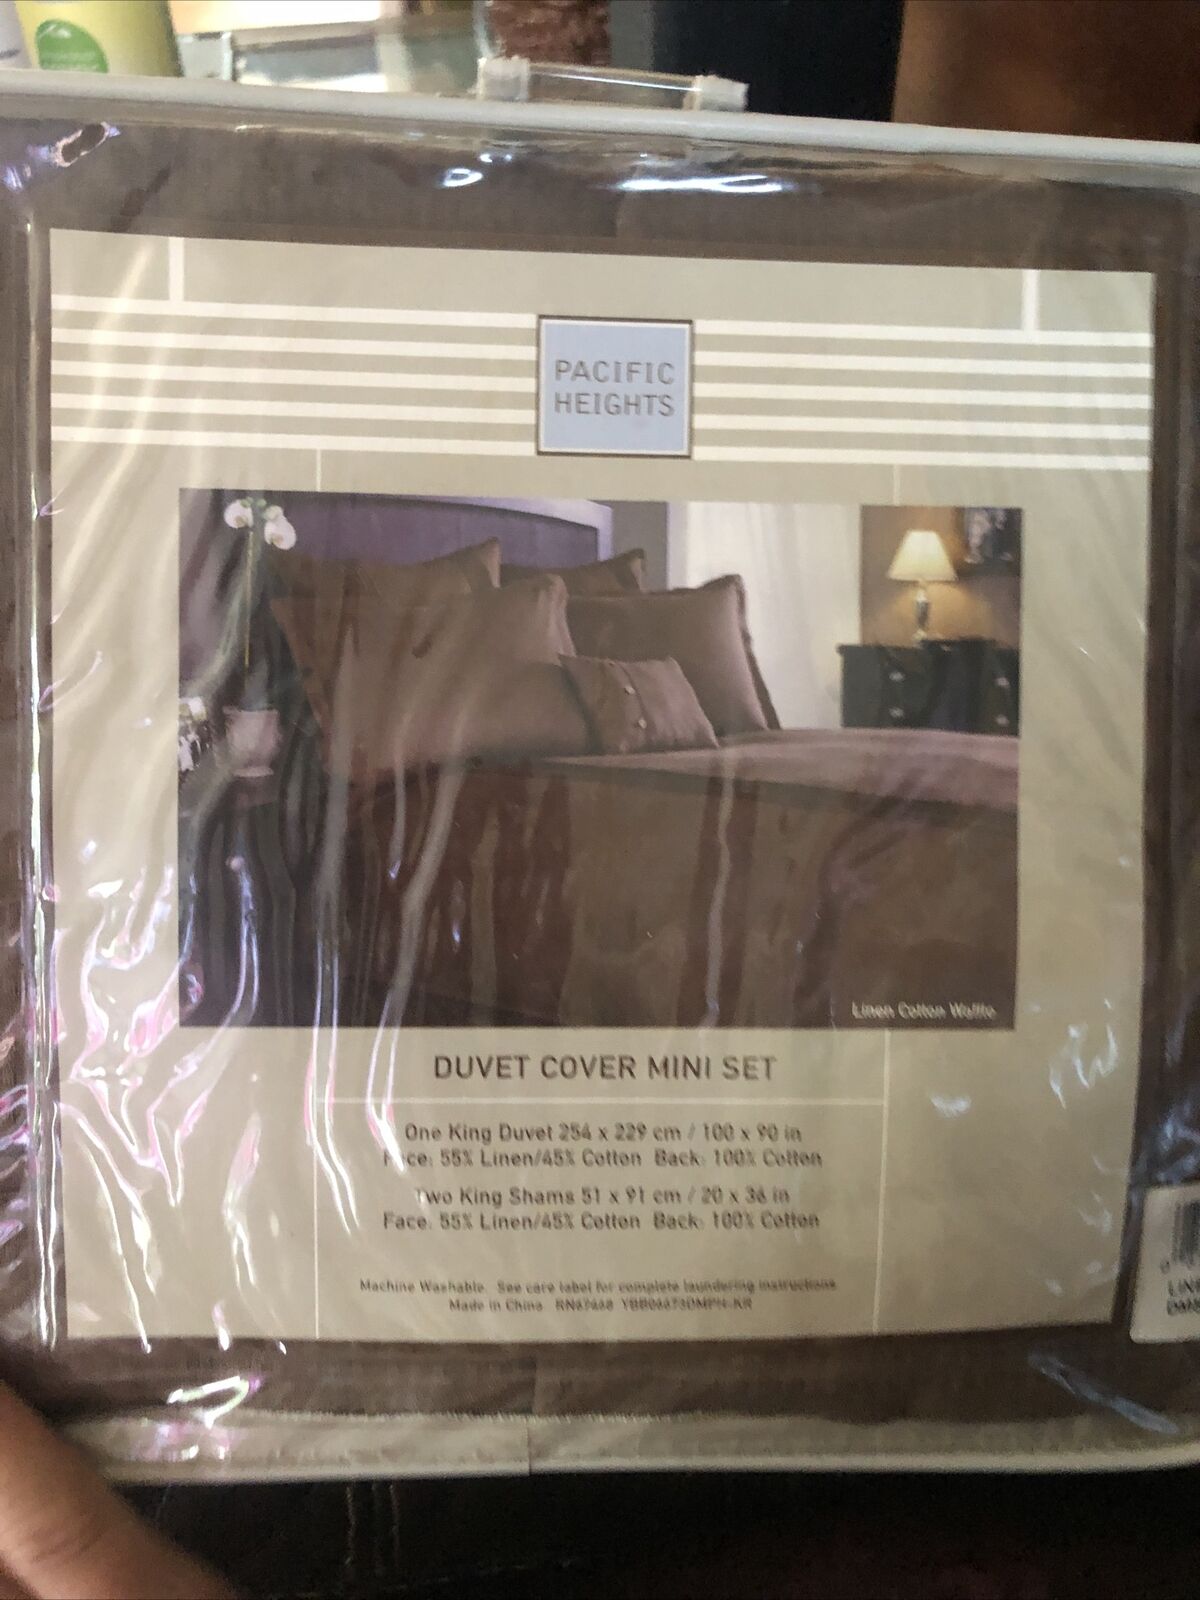 PACIFIC
HEIGHTS
Linen Cotton Waffle
DUVET COVER MINI SET
One King Duvet 254 x 229 cm / 100 x 90 in
Face: 55% Linen/45% Cotton Back: 100% Cotton
Two King Shams 51 x 91 cm / 20 x 36 in
Face: 55% Linen/45% Cotton Back: 100% Cotton
Machine Washable. See care label for complete laundering instructions.
Made in China